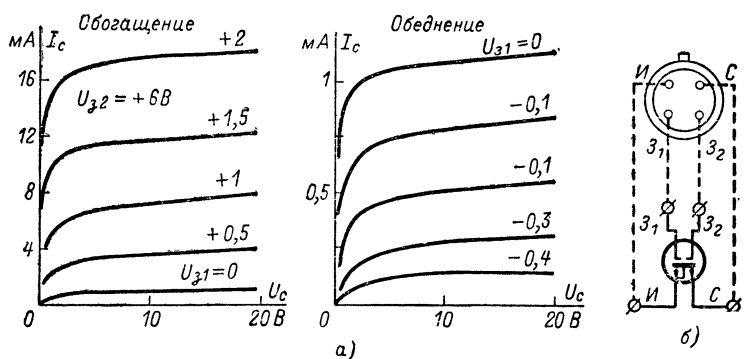 Обогащение
мА Iс
+2
16
Uз2=+6В
12
+1,5
8
+1
4
+0,5
Uз1=0
Uс
0
10
20 В
Обеднение
мА Iс
Uз1=0
1
-0,1
-0,1
0,5
-0,3
-0,4
Uс
0
10
20 В
а)
И
С
З1
З2
З1
З2
И
С
б)